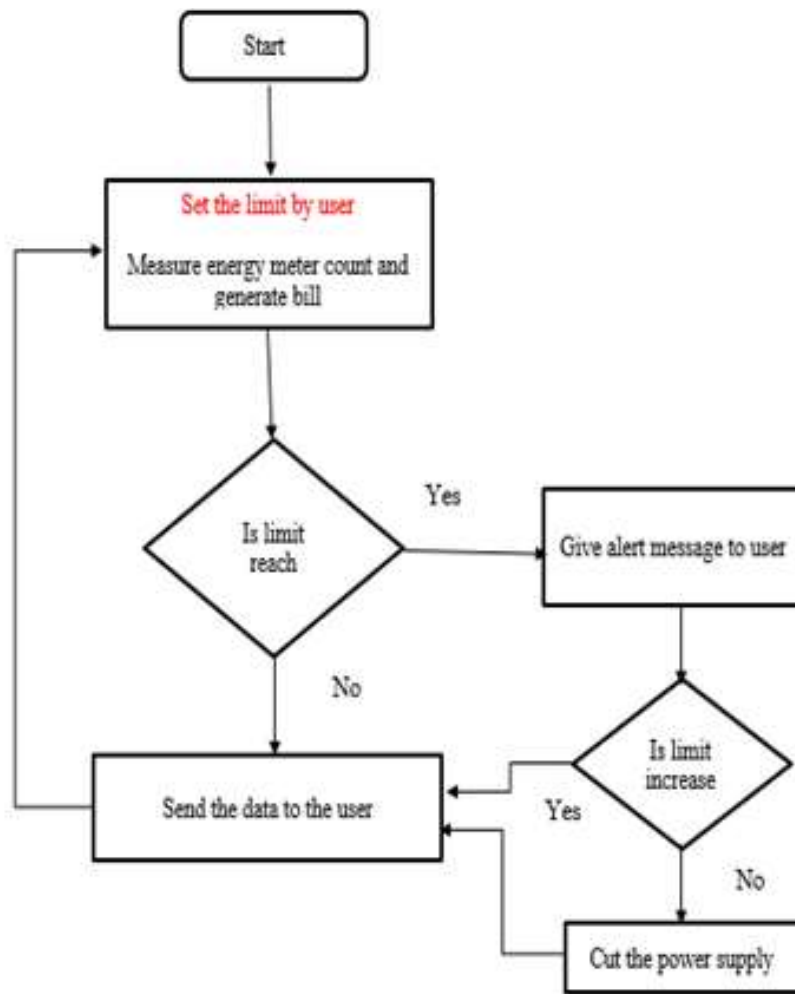 Start
Set the limit by user
Measure energy meter count and
generate bill
Is limit
reach
Yes
Give alert message to user
No
Is limit
increase
Send the data to the user
Yes
No
Cut the power supply